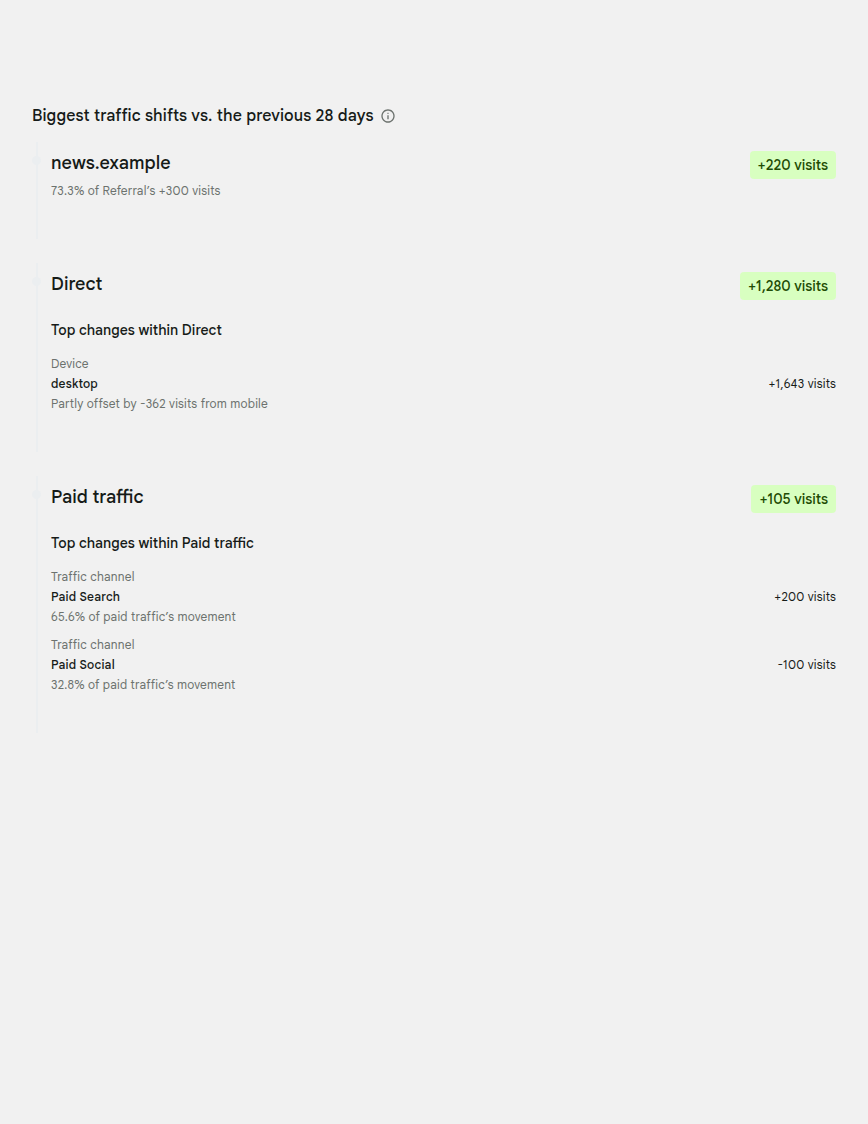 Biggest traffic shifts vs. the previous 28 days
news.example
+220 visits
73.3% of Referral's +300 visits
Direct
+1,280 visits
Top changes within Direct
Device
desktop
+1,643 visits
Partly offset by -362 visits from mobile
Paid traffic
+105 visits
Top changes within Paid traffic
Traffic channel
Paid Search
+200 visits
65.6% of paid traffic's movement
Traffic channel
Paid Social
-100 visits
32.8% of paid traffic's movement